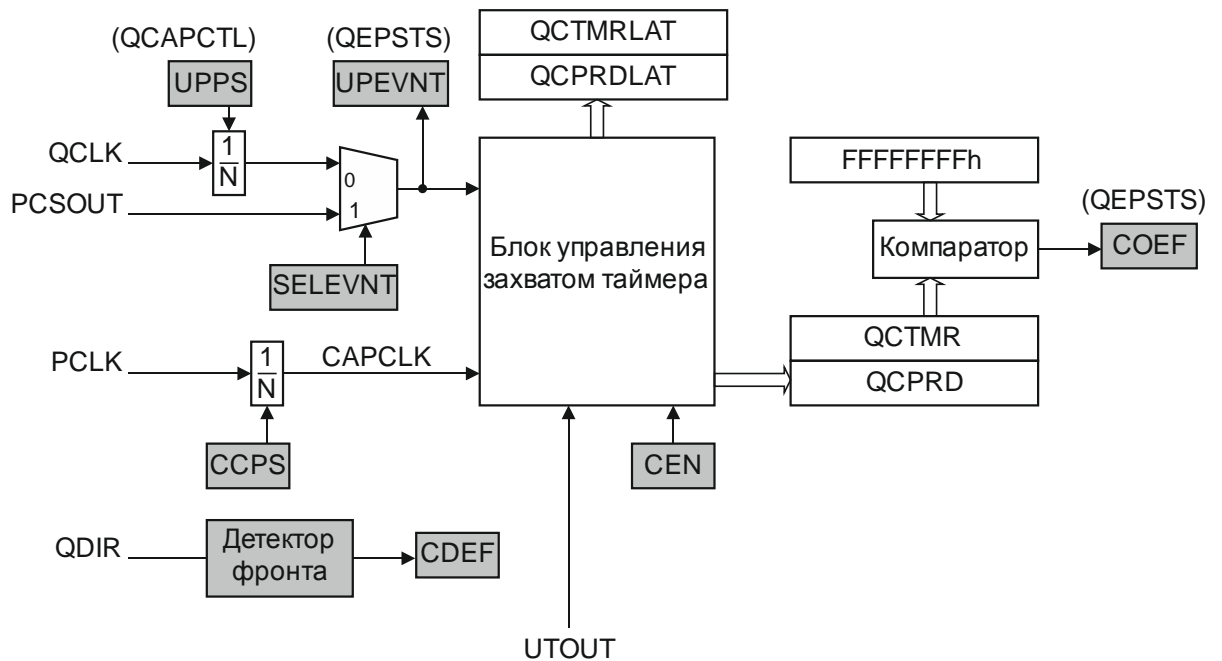 (QCAPCTL)
(QEPSTS)
QCTMRLAT
QCPRDLAT
UPPS
UPEVNT
QCLK
1
N
0
1
PCSOUT
SELEVNT
Блок управления
захватом таймера
FFFFFFFFh
(QEPSTS)
Компаратор
COEF
PCLK
1
N
CAPCLK
QCTMR
QCPRD
CCPS
CEN
QDIR
Детектор
фронта
CDEF
UTOUT